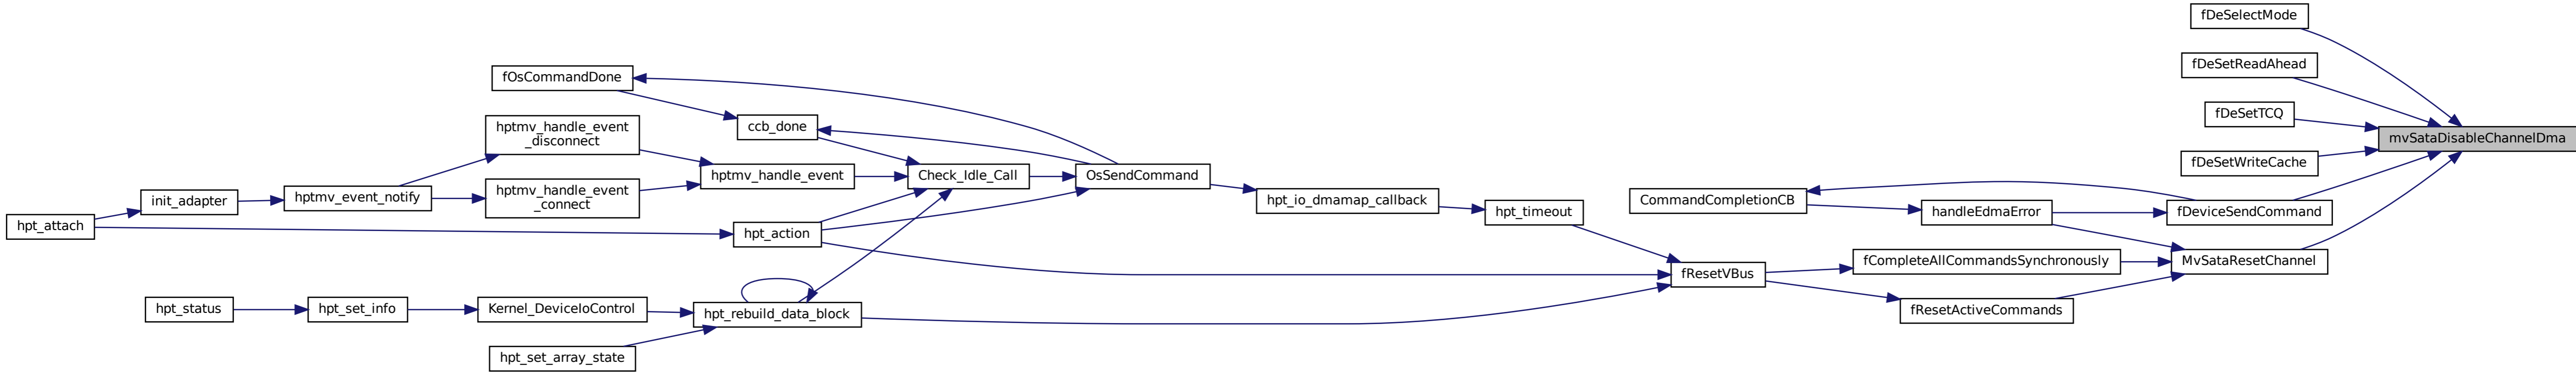 fDeSelectMode
fDeSetReadAhead
fOsCommandDone
fDeSetTCQ
hptmv_handle_event
_disconnect
ccb_done
mvSataDisableChannelDma
fDeSetWriteCache
hptmv_handle_event
Check_Idle_Call
OsSendCommand
hptmv_handle_event
_connect
hptmv_event_notify
init_adapter
hpt_io_dmamap_callback
CommandCompletionCB
hpt_timeout
handleEdmaError
fDeviceSendCommand
hpt_attach
hpt_action
fCompleteAllCommandsSynchronously
MvSataResetChannel
fResetVBus
hpt_status
hpt_set_info
Kernel_DeviceIoControl
hpt_rebuild_data_block
fResetActiveCommands
hpt_set_array_state